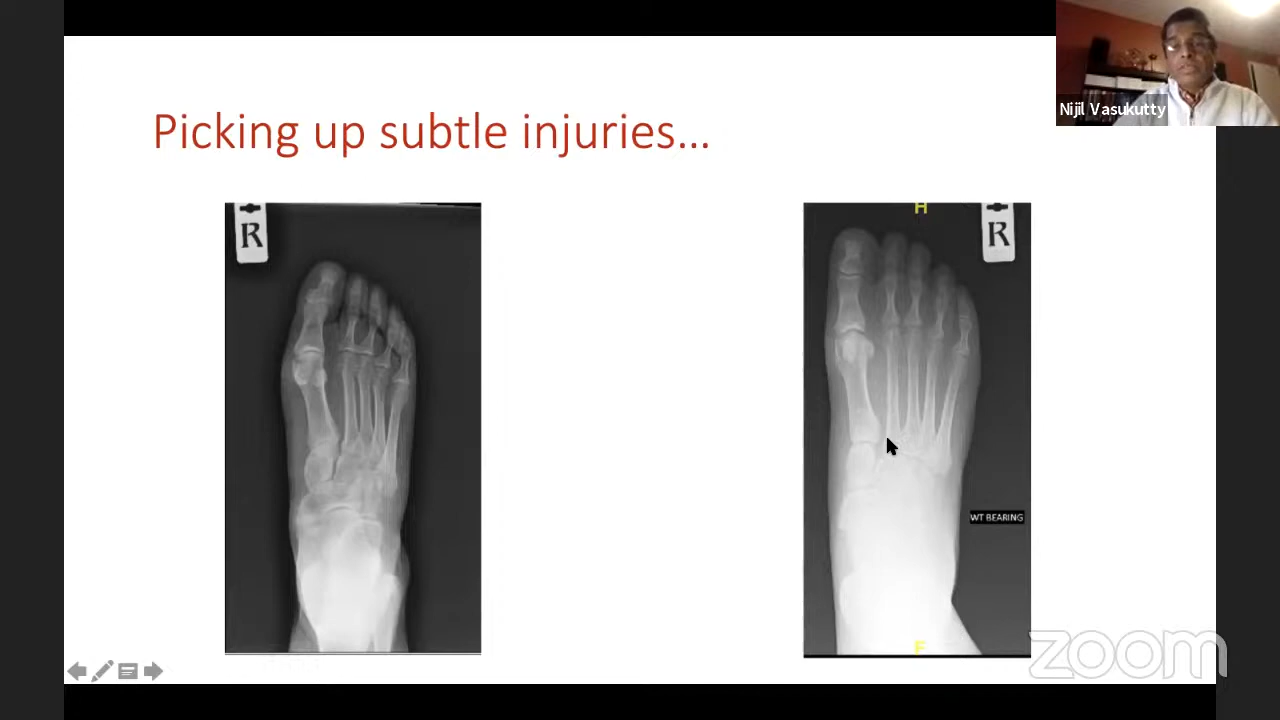 Picking up subtle injuries...
Nijil Vasukutty
R
H
R
WT BEARING
F
zoom